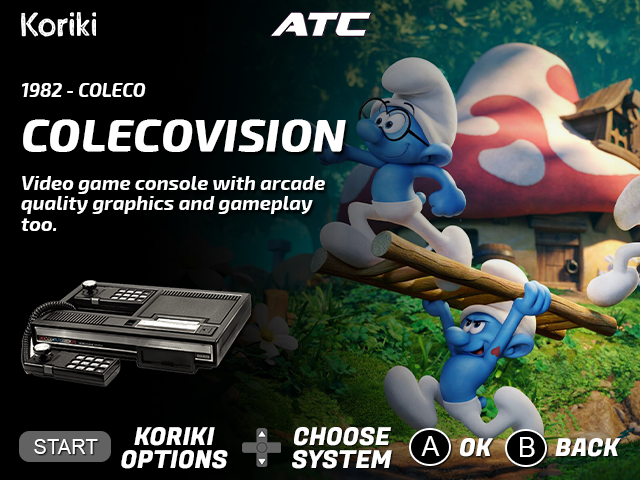 Koriki
ATC
1982 - COLECO
COLECOVISION
Video game console with arcade
quality graphics and gameplay
too.
START
KORIKI
OPTIONS
CHOOSE
SYSTEM
A
OK
B
BACK